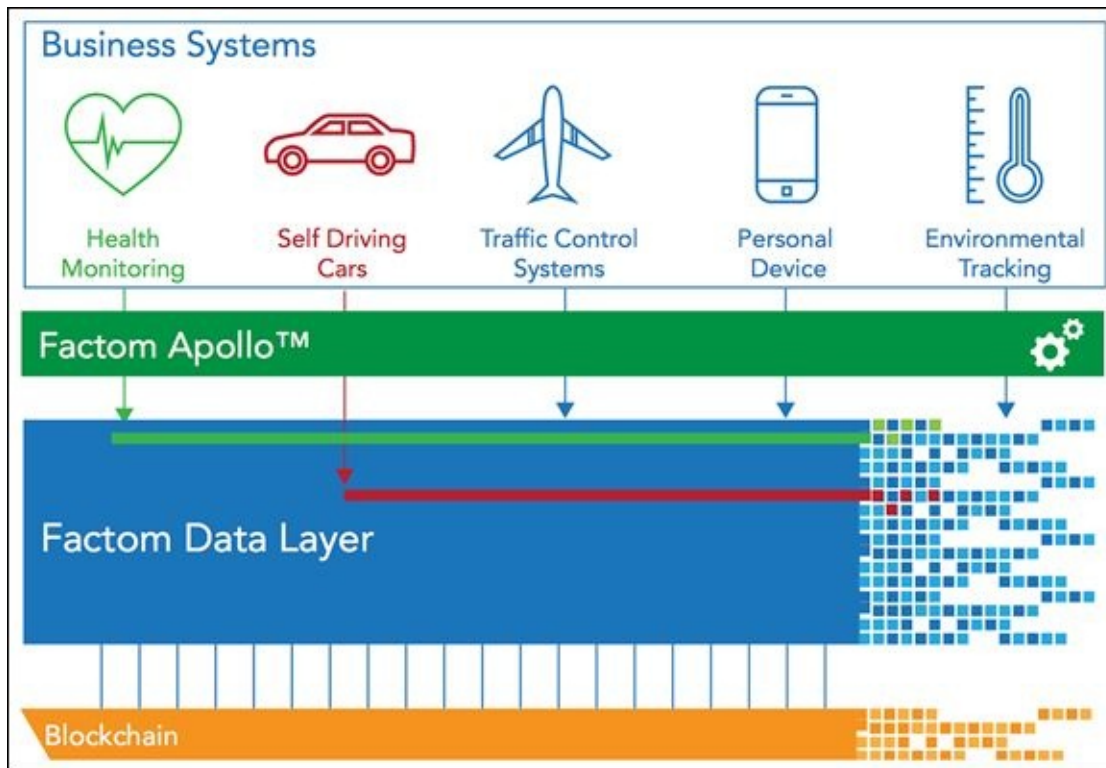 Business Systems
Health
Monitoring
Self Driving
Cars
Traffic Control
Systems
Personal
Device
Environmental
Tracking
Factom Apollo™
Factom Data Layer
Blockchain